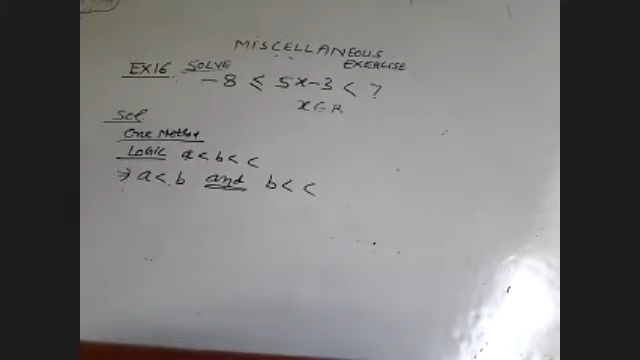 MISCELLANEOUS
EXERCISE
EX16 SOLVE
-8 ≤ 5x-3 < 7
x ∈ R
Sol
One Method
Logic a < b < c
⇒ a < b and b < c